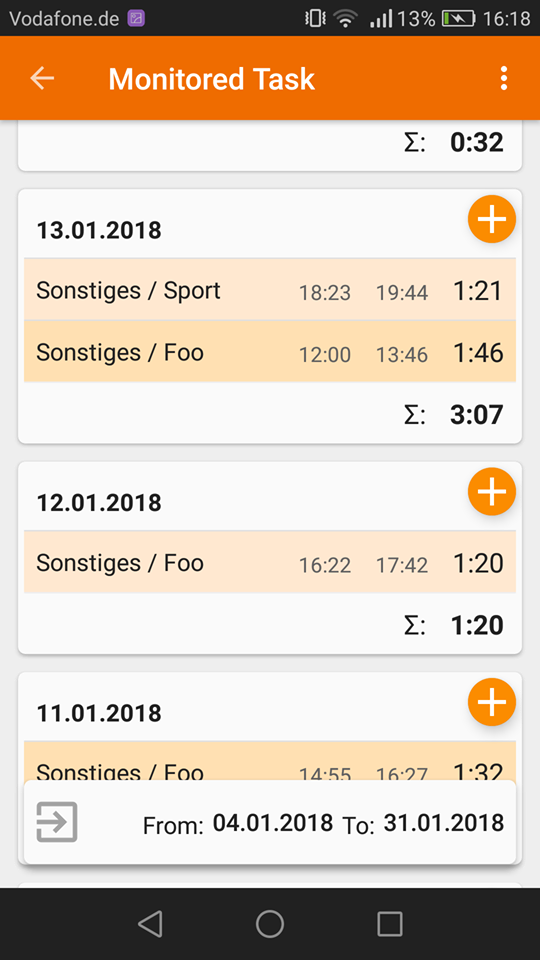 Vodafone.de 13% 16:18
Monitored Task
Σ: 0:32
13.01.2018
Sonstiges / Sport 18:23 19:44 1:21
Sonstiges / Foo 12:00 13:46 1:46
Σ: 3:07
12.01.2018
Sonstiges / Foo 16:22 17:42 1:20
Σ: 1:20
11.01.2018
Sonstiges / Foo 14:55 16:27 1:32
From: 04.01.2018 To: 31.01.2018